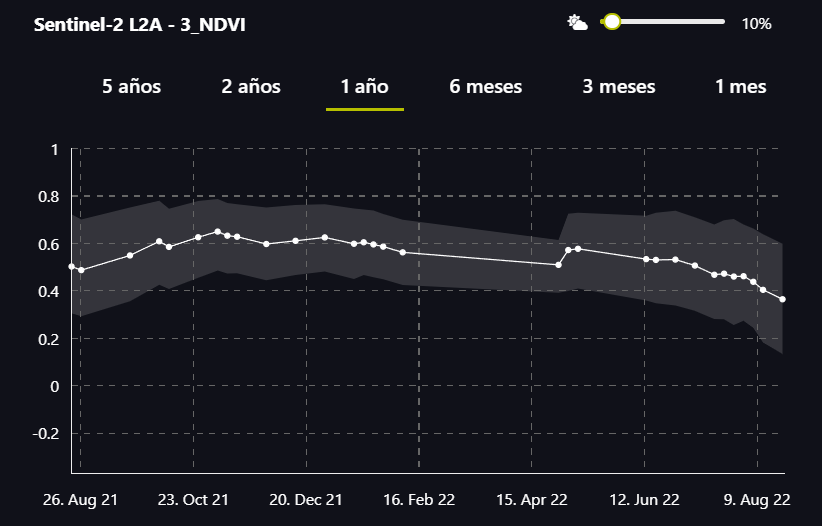 Sentinel-2 L2A - 3_NDVI
10%
5 años 2 años 1 año 6 meses 3 meses 1 mes
1
0.8
0.6
0.4
0.2
0
-0.2
26. Aug 21 23. Oct 21 20. Dec 21 16. Feb 22 15. Apr 22 12. Jun 22 9. Aug 22